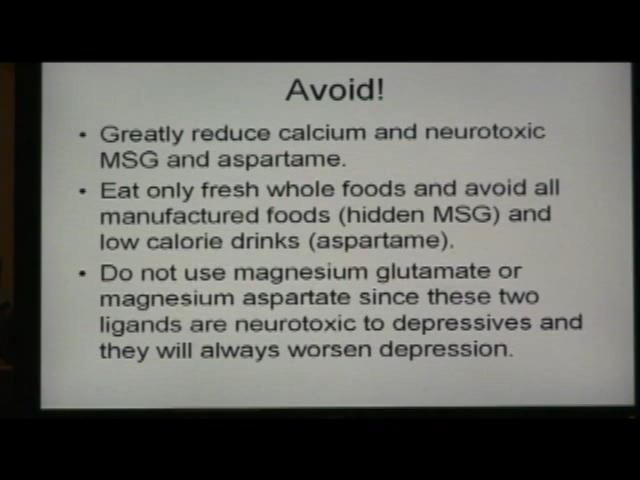 Avoid!
• Greatly reduce calcium and neurotoxic
MSG and aspartame.
• Eat only fresh whole foods and avoid all
manufactured foods (hidden MSG) and
low calorie drinks (aspartame).
• Do not use magnesium glutamate or
magnesium aspartate since these two
ligands are neurotoxic to depressives and
they will always worsen depression.